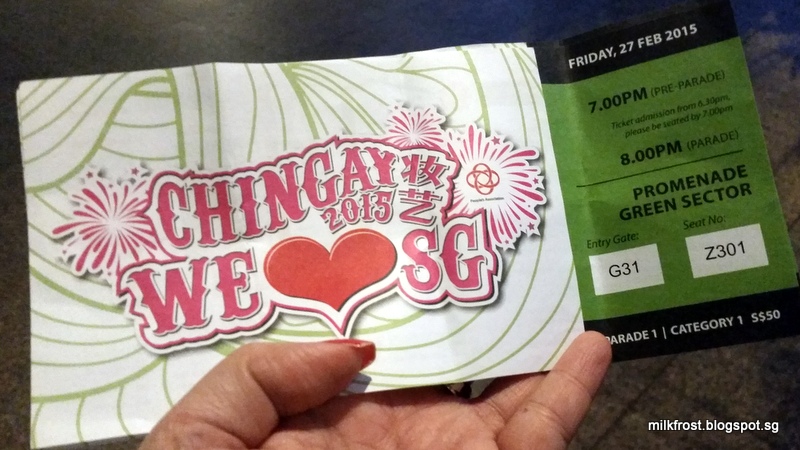 CHINGAY 妆艺
2015
WE SG
People's Association
FRIDAY, 27 FEB 2015
7.00PM (PRE-PARADE)
Ticket admission from 6.30pm,
please be seated by 7.00pm
8.00PM (PARADE)
PROMENADE
GREEN SECTOR
Entry Gate:
Seat No:
G31
Z301
PARADE 1 | CATEGORY 1 S$50
milkfrost.blogspot.sg